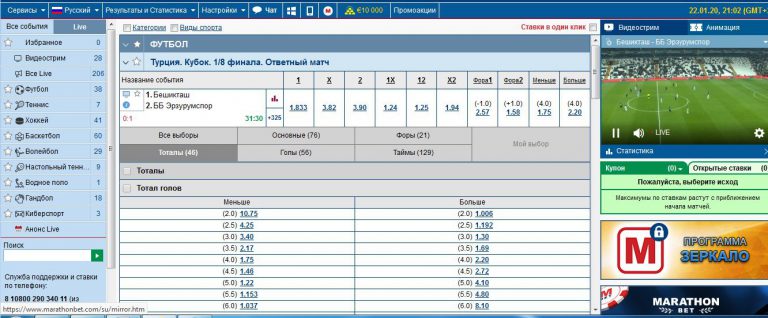 Сервисы Русский Результаты и Статистика Настройки Чат €10 000 Промоакции 22.01.20, 21:02 (GMT+
Все события Live
Избранное 0
Видеострим 38
Все Live 206
Футбол 38
Теннис 41
Хоккей 41
Баскетбол 60
Волейбол 29
Настольный тенн... 9
Водное поло 1
Гандбол 18
Киберспорт 3
Анонс Live
Поиск
Служба поддержки и ставки
по телефону:
8 10800 290 340 11 (из
https://www.marathonbet.com/su/mirror.htm
Категории Виды спорта Ставки в один клик
ФУТБОЛ
Турция. Кубок. 1/8 финала. Ответный матч
Название события 1 X 2 1X 12 X2 Фора1 Фора2 Меньше Больше
1. Бешикташ
2. ББ Эрзурумспор
0:1 31:30 +325
1.833 3.82 3.90 1.24 1.25 1.94 (-1.0) 2.57 (+1.0) 1.58 (4.0) 1.75 (4.0) 2.20
Все выборы Основные (76) Форы (21) Мой выбор
Тоталы (46) Голы (56) Таймы (129)
Тоталы
Тотал голов
Меньше Больше
(2.0) 10.75 (2.0) 1.006
(2.5) 4.25 (2.5) 1.192
(3.0) 3.40 (3.0) 1.30
(3.5) 2.17 (3.5) 1.69
(4.0) 1.75 (4.0) 2.20
(4.5) 1.46 (4.5) 2.72
(5.0) 1.22 (5.0) 4.10
(5.5) 1.153 (5.5) 4.80
(6.0) 1.037 (6.0) 8.10
Видеострим Анимация
Бешикташ - ББ Эрзурумспор
LIVE
Статистика
Купон (0) Открытые ставки (0)
Пожалуйста, выберите исход
Максимумы по ставкам растут с приближением
начала матчей.
M ПРОГРАММА
ЗЕРКАЛО
MARATHON
BET M